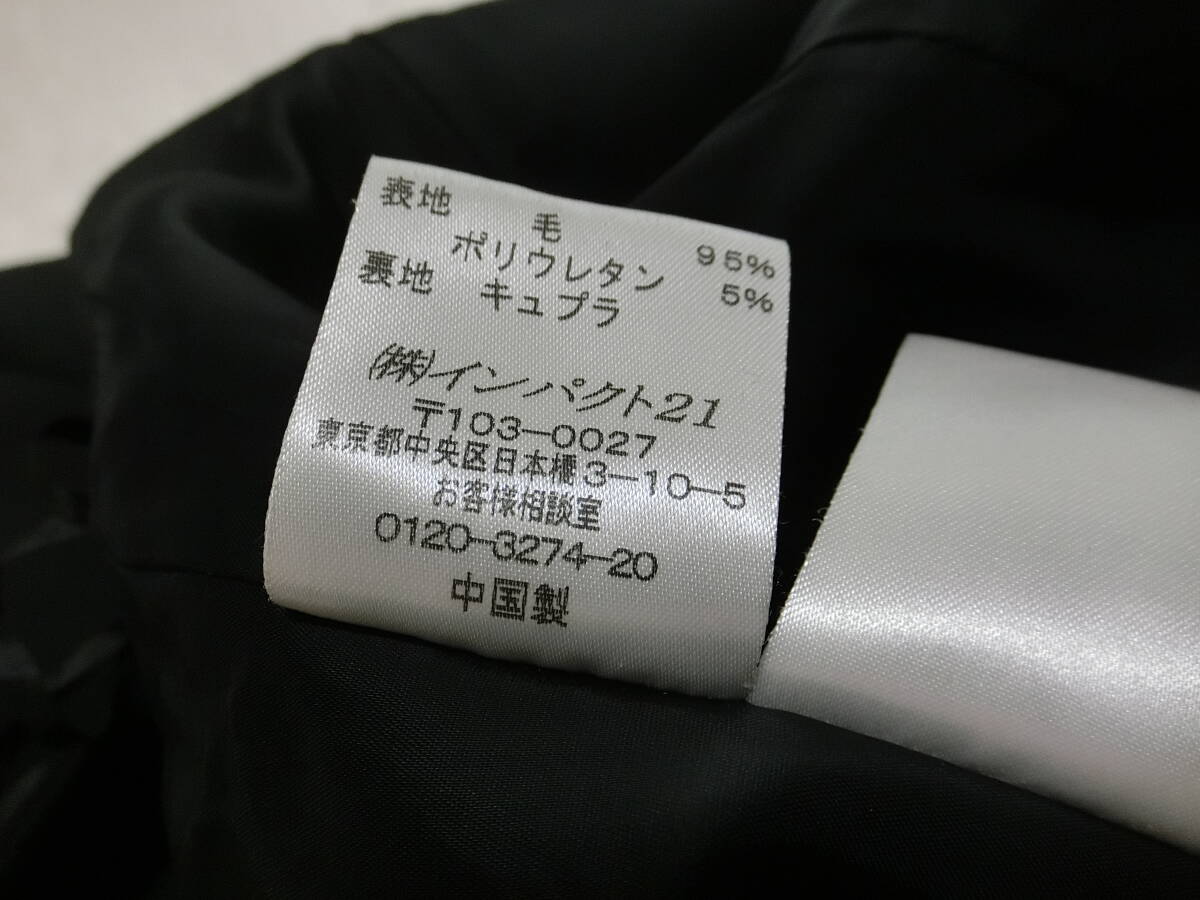 表地 毛 95%
ポリウレタン 5%
裏地 キュプラ
㈱インパクト21
〒103-0027
東京都中央区日本橋3-10-5
お客様相談室
0120-3274-20
中国製